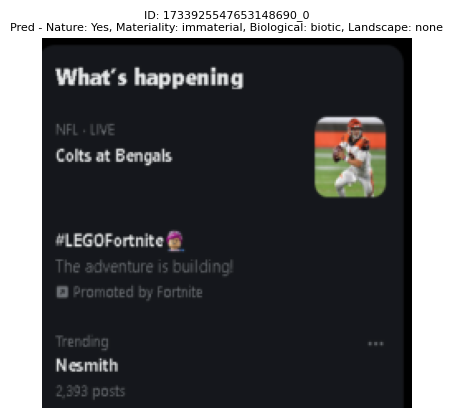 ID: 1733925547653148690_0
Pred - Nature: Yes, Materiality: immaterial, Biological: biotic, Landscape: none
What's happening
NFL · LIVE
Colts at Bengals
#LEGOFortnite
The adventure is building!
Promoted by Fortnite
Trending
Nesmith
2,393 posts